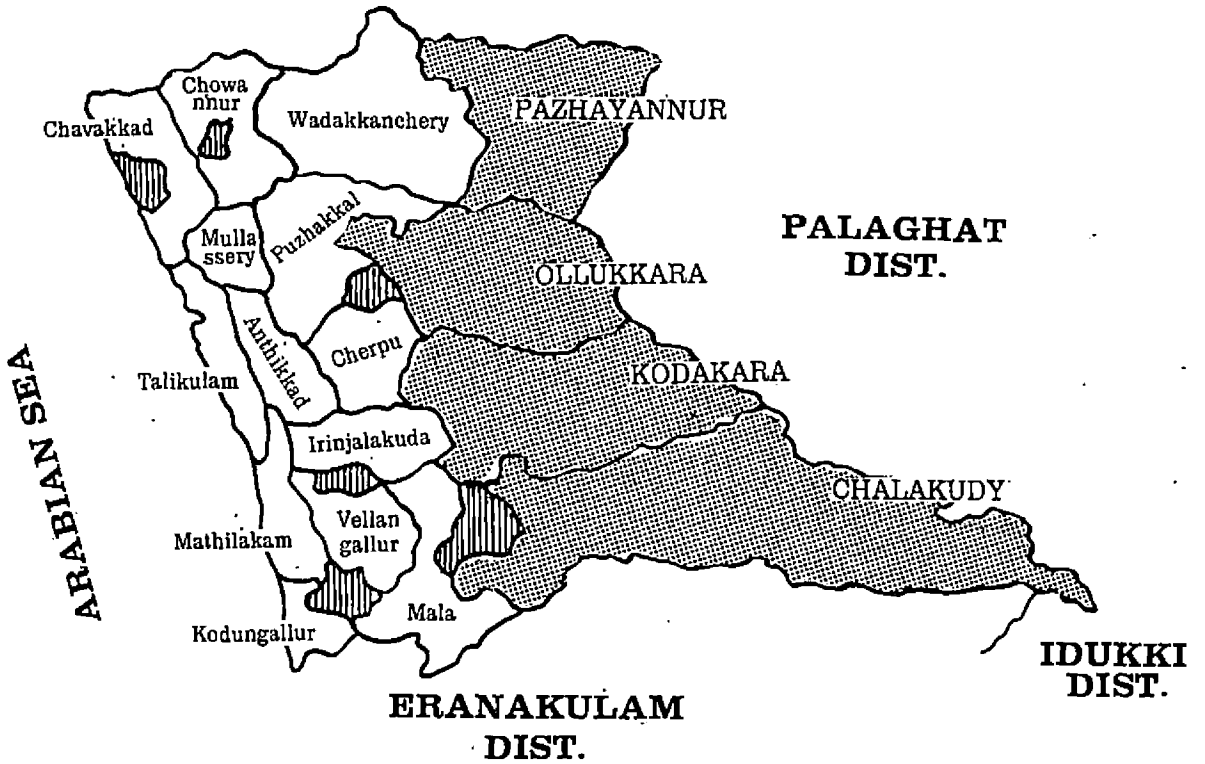 Chowa
nnur
Chavakkad
Wadakkanchery
PAZHAYANNUR
Mulla
ssery
Puzhakkal
PALAGHAT
DIST.
OLLUKKARA
Anthikkad
Cherpu
Talikulam
KODAKARA
ARABIAN SEA
Irinjalakuda
CHALAKUDY
Vellan
gallur
Mathilakam
Mala
Kodungallur
IDUKKI
DIST.
ERANAKULAM
DIST.